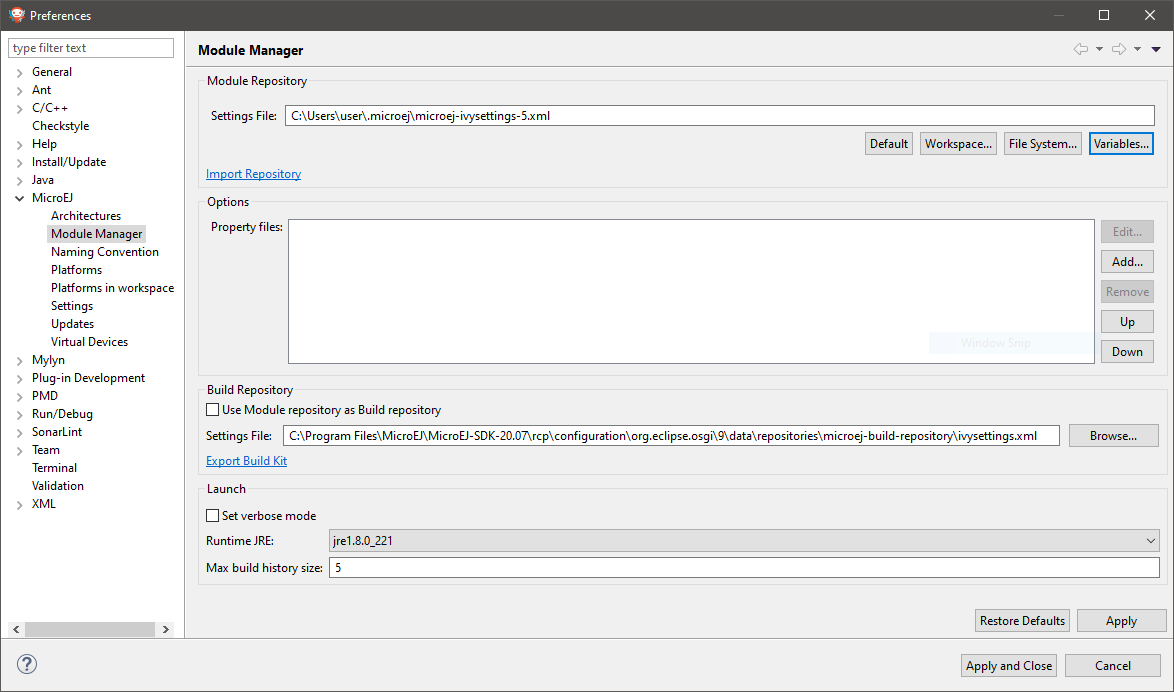 Preferences
type filter text
General
Ant
C/C++
Checkstyle
Help
Install/Update
Java
MicroEJ
Architectures
Module Manager
Naming Convention
Platforms
Platforms in workspace
Settings
Updates
Virtual Devices
Mylyn
Plug-in Development
PMD
Run/Debug
SonarLint
Team
Terminal
Validation
XML
Module Manager
Module Repository
Settings File: C:\Users\user\.microej\microej-ivysettings-5.xml
Default Workspace... File System... Variables...
Import Repository
Options
Property files:
Edit...
Add...
Remove
Up
Window Snip
Down
Build Repository
Use Module repository as Build repository
Settings File: C:\Program Files\MicroEJ\MicroEJ-SDK-20.07\rcp\configuration\org.eclipse.osgi\9\data\repositories\microej-build-repository\ivysettings.xml Browse...
Export Build Kit
Launch
Set verbose mode
Runtime JRE: jre1.8.0_221
Max build history size: 5
Restore Defaults Apply
? Apply and Close Cancel